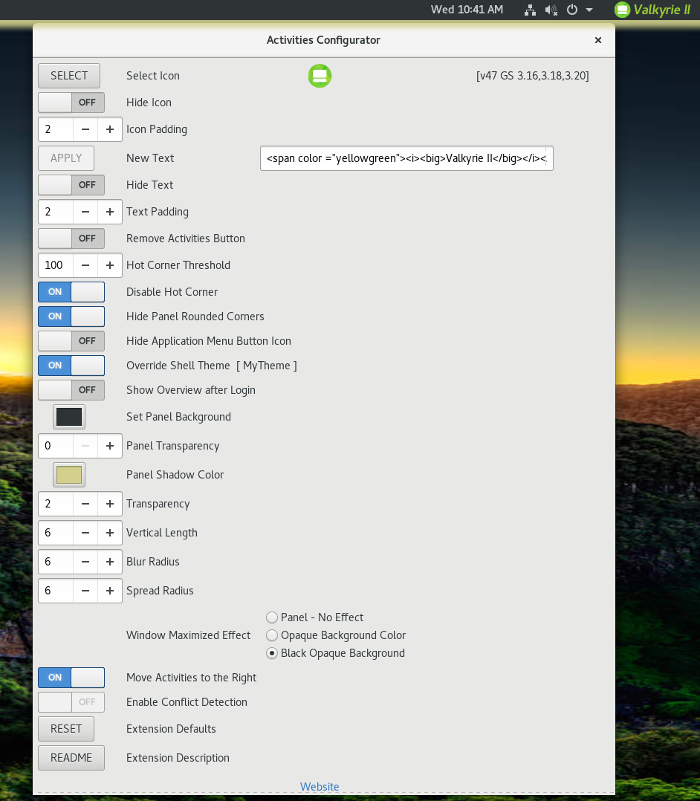 Wed 10:41 AM
Valkyrie II
Activities Configurator
×
SELECT Select Icon [v47 GS 3.16,3.18,3.20]
OFF Hide Icon
2 − + Icon Padding
APPLY New Text <span color ="yellowgreen"><i><big>Valkyrie II</big></i></
OFF Hide Text
2 − + Text Padding
OFF Remove Activities Button
100 − + Hot Corner Threshold
ON Disable Hot Corner
ON Hide Panel Rounded Corners
OFF Hide Application Menu Button Icon
ON Override Shell Theme [ MyTheme ]
OFF Show Overview after Login
Set Panel Background
0 − + Panel Transparency
Panel Shadow Color
2 − + Transparency
6 − + Vertical Length
6 − + Blur Radius
6 − + Spread Radius
Panel - No Effect
Window Maximized Effect Opaque Background Color
Black Opaque Background
ON Move Activities to the Right
OFF Enable Conflict Detection
RESET Extension Defaults
README Extension Description
Website